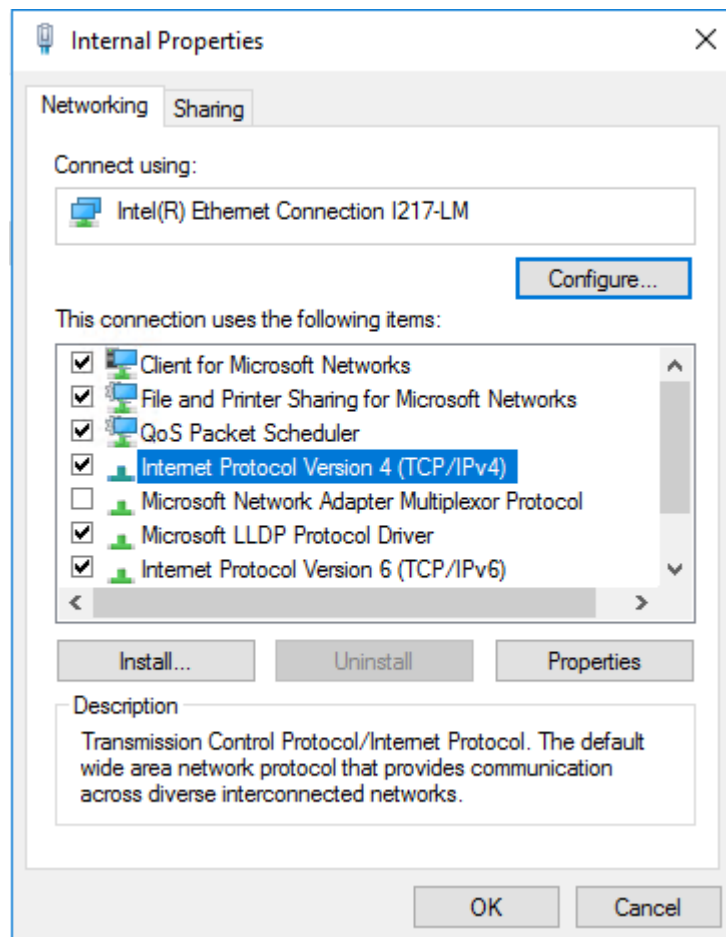 Internal Properties
Networking
Sharing
Connect using:
Intel(R) Ethernet Connection I217-LM
Configure...
This connection uses the following items:
Client for Microsoft Networks
File and Printer Sharing for Microsoft Networks
QoS Packet Scheduler
Internet Protocol Version 4 (TCP/IPv4)
Microsoft Network Adapter Multiplexor Protocol
Microsoft LLDP Protocol Driver
Internet Protocol Version 6 (TCP/IPv6)
Install...
Uninstall
Properties
Description
Transmission Control Protocol/Internet Protocol. The default
wide area network protocol that provides communication
across diverse interconnected networks.
OK
Cancel